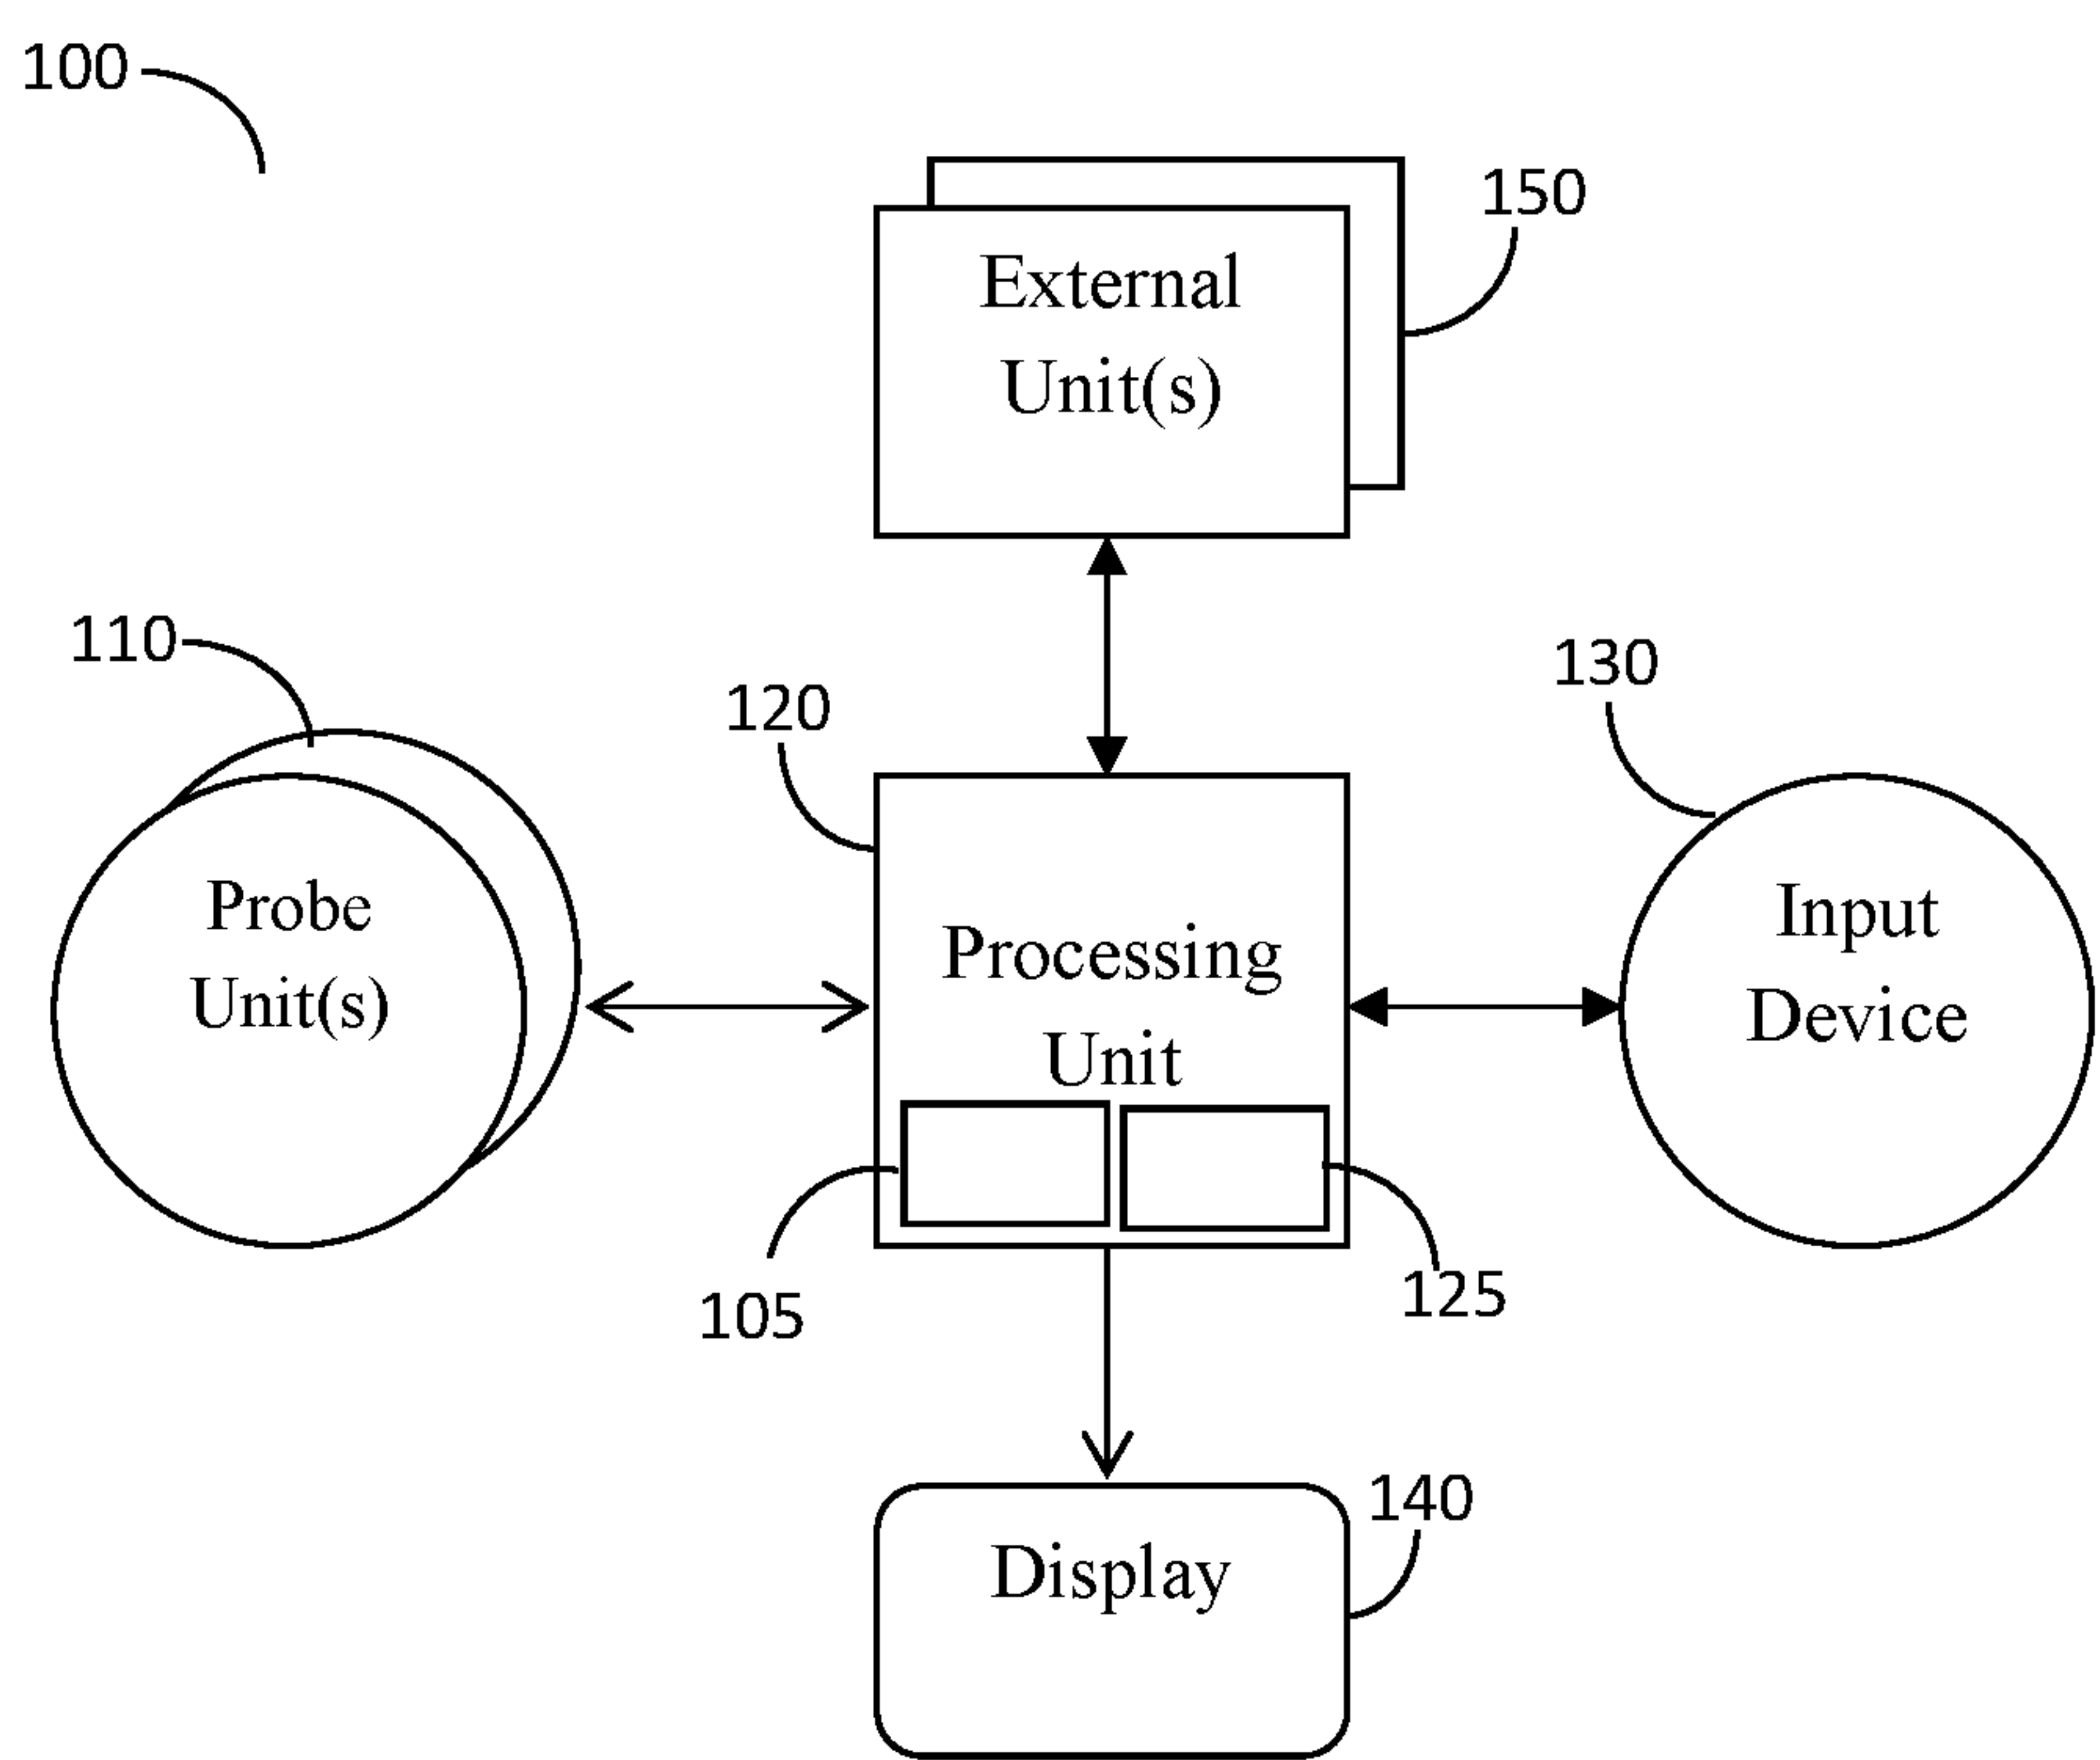 100
150
External
Unit(s)
110
120
130
Probe
Unit(s)
Processing
Unit
Input
Device
105
125
140
Display